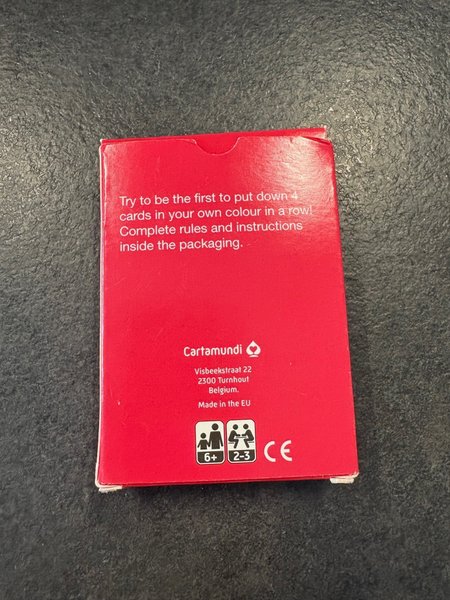 Try to be the first to put down 4
cards in your own colour in a row!
Complete rules and instructions
inside the packaging.
Cartamundi
Visbeekstraat 22
2300 Turnhout
Belgium.
Made in the EU
6+
2-3
CE